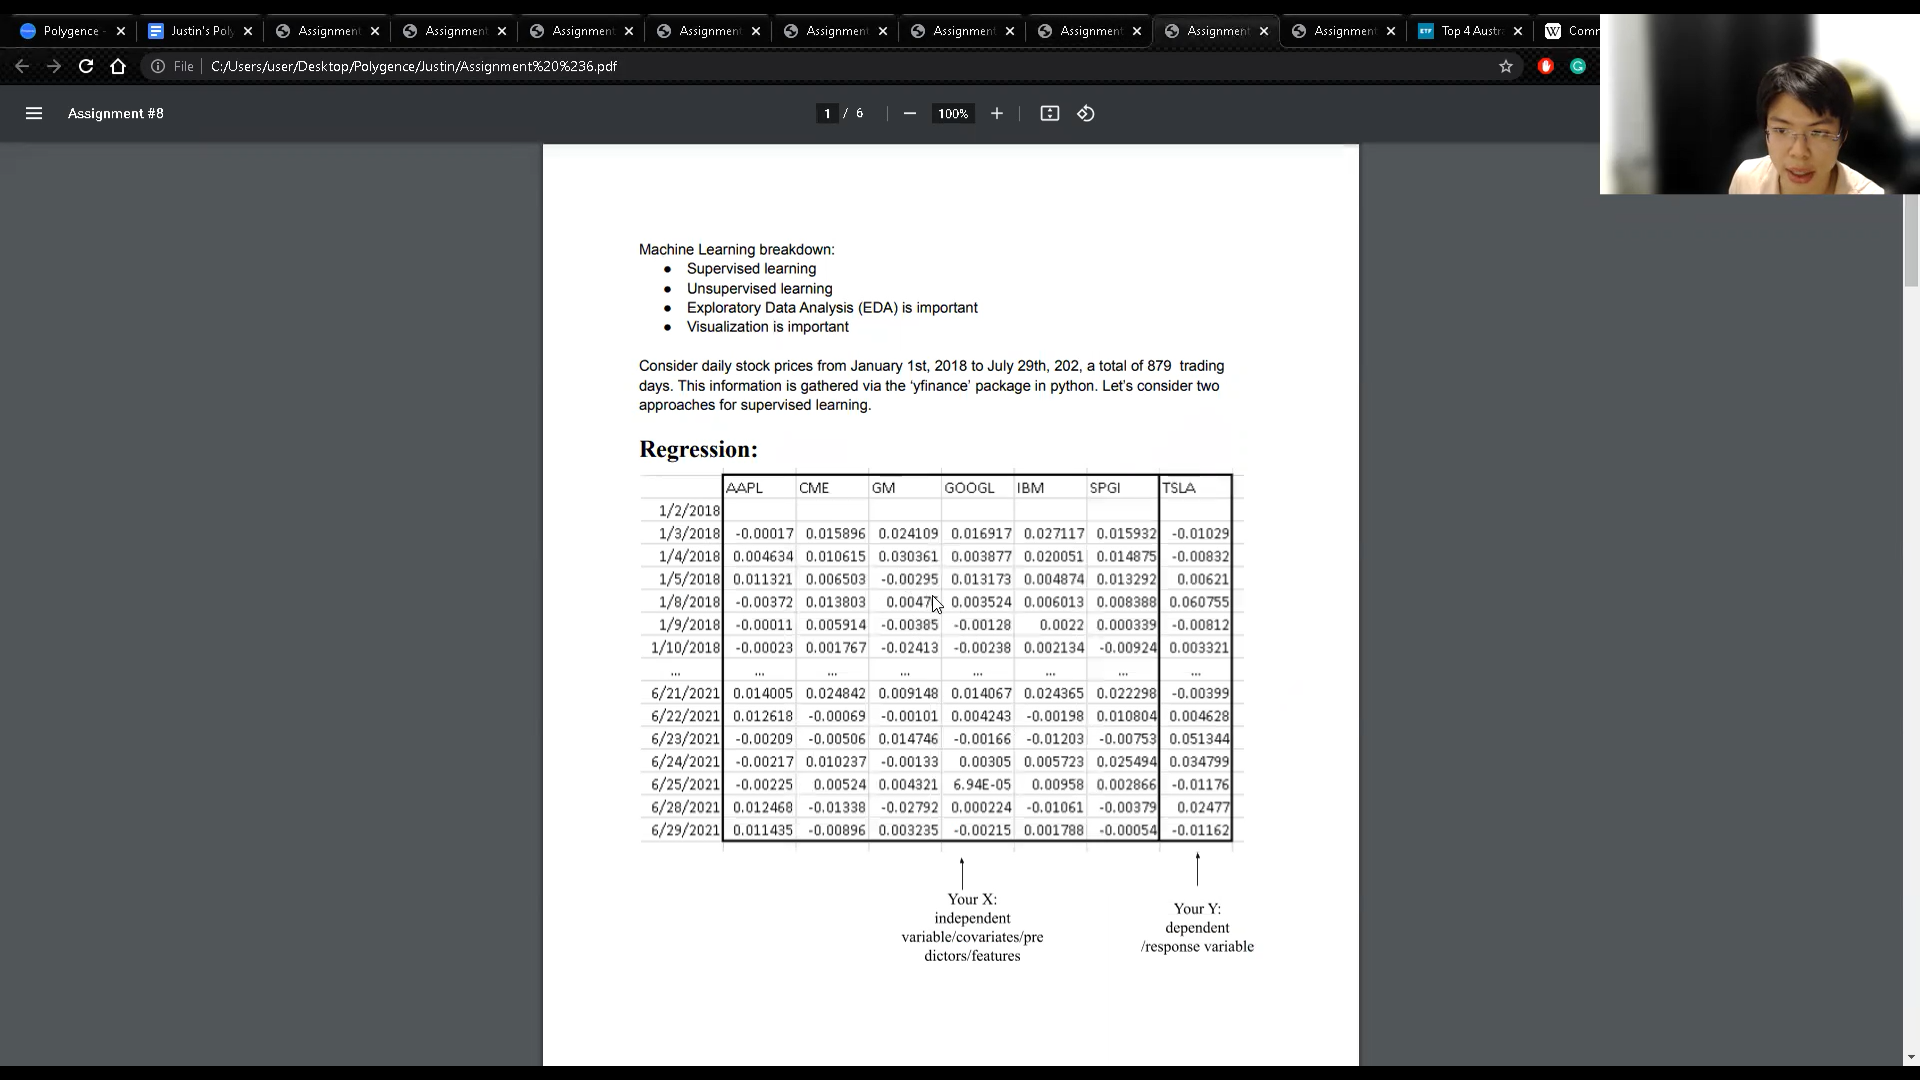 Polygence - Justin's Poly Assignment Assignment Assignment Assignment Assignment Assignment Assignment Assignment Assignment Top 4 Austr Comm
File C:/Users/user/Desktop/Polygence/Justin/Assignment%20%236.pdf
Assignment #8 1 / 6 100%
Machine Learning breakdown:
● Supervised learning
● Unsupervised learning
● Exploratory Data Analysis (EDA) is important
● Visualization is important
Consider daily stock prices from January 1st, 2018 to July 29th, 202, a total of 879 trading
days. This information is gathered via the ‘yfinance’ package in python. Let’s consider two
approaches for supervised learning.
Regression:
AAPL CME GM GOOGL IBM SPGI TSLA
1/2/2018
1/3/2018 -0.00017 0.015896 0.024109 0.016917 0.027117 0.015932 -0.01029
1/4/2018 0.004634 0.010615 0.030361 0.003877 0.020051 0.014875 -0.00832
1/5/2018 0.011321 0.006503 -0.00295 0.013173 0.004874 0.013292 0.00621
1/8/2018 -0.00372 0.013803 0.003524 0.006013 0.008388 0.060755
1/9/2018 -0.00011 0.005914 -0.00385 -0.00128 0.0022 0.000339 -0.00812
1/10/2018 -0.00023 0.001767 -0.02413 -0.00238 0.002134 -0.00924 0.003321
... ... ... ... ... ... ... ...
6/21/2021 0.014005 0.024842 0.009148 0.014067 0.024365 0.022298 -0.00399
6/22/2021 0.012618 -0.00069 -0.00101 0.004243 -0.00198 0.010804 0.004628
6/23/2021 -0.00209 -0.00506 0.014746 -0.00166 -0.01203 -0.00753 0.051344
6/24/2021 -0.00217 0.010237 -0.00133 0.00305 0.005723 0.025494 0.034799
6/25/2021 -0.00225 0.00524 0.004321 6.94E-05 0.00958 0.002866 -0.01176
6/28/2021 0.012468 -0.01338 -0.02792 0.000224 -0.01061 -0.00379 0.02477
6/29/2021 0.011435 -0.00896 0.003235 -0.00215 0.001788 -0.00054 -0.01162
Your X:
independent
variable/covariates/pre
dictors/features
Your Y:
dependent
/response variable